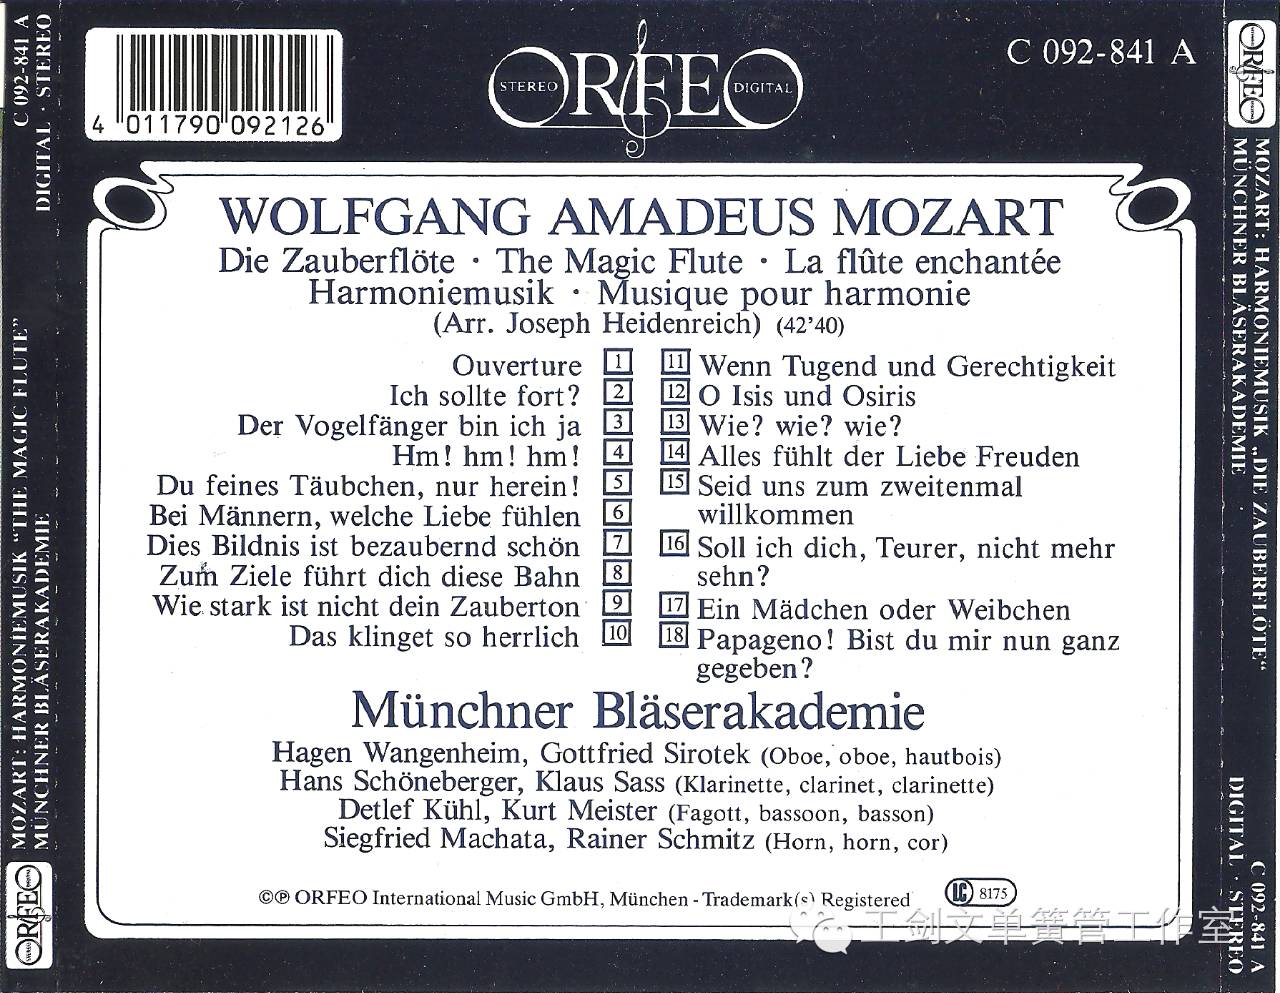 C 092-841 A
DIGITAL · STEREO
MOZART: HARMONIEMUSIK "THE MAGIC FLUTE"
MÜNCHNER BLÄSERAKADEMIE
ORFEO
4 011790 092126
STEREO ORFEO DIGITAL
C 092-841 A
WOLFGANG AMADEUS MOZART
Die Zauberflöte · The Magic Flute · La flûte enchantée
Harmoniemusik · Musique pour harmonie
(Arr. Joseph Heidenreich) (42'40)
Ouverture 1
Ich sollte fort? 2
Der Vogelfänger bin ich ja 3
Hm! hm! hm! 4
Du feines Täubchen, nur herein! 5
Bei Männern, welche Liebe fühlen 6
Dies Bildnis ist bezaubernd schön 7
Zum Ziele führt dich diese Bahn 8
Wie stark ist nicht dein Zauberton 9
Das klinget so herrlich 10
11 Wenn Tugend und Gerechtigkeit
12 O Isis und Osiris
13 Wie? wie? wie?
14 Alles fühlt der Liebe Freuden
15 Seid uns zum zweitenmal
willkommen
16 Soll ich dich, Teurer, nicht mehr
sehn?
17 Ein Mädchen oder Weibchen
18 Papageno! Bist du mir nun ganz
gegeben?
Münchner Bläserakademie
Hagen Wangenheim, Gottfried Sirotek (Oboe, oboe, hautbois)
Hans Schöneberger, Klaus Sass (Klarinette, clarinet, clarinette)
Detlef Kühl, Kurt Meister (Fagott, bassoon, basson)
Siegfried Machata, Rainer Schmitz (Horn, horn, cor)
©℗ ORFEO International Music GmbH, München - Trademark(s) Registered
LC 8175
王剑文单簧管工作室
ORFEO
MOZART: HARMONIEMUSIK „DIE ZAUBERFLÖTE"
MÜNCHNER BLÄSERAKADEMIE
C 092-841 A
DIGITAL · STEREO